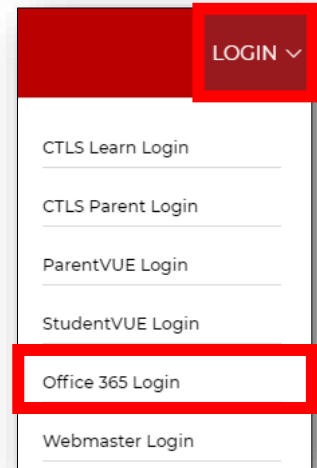 LOGIN
CTLS Learn Login
CTLS Parent Login
ParentVUE Login
StudentVUE Login
Office 365 Login
Webmaster Login